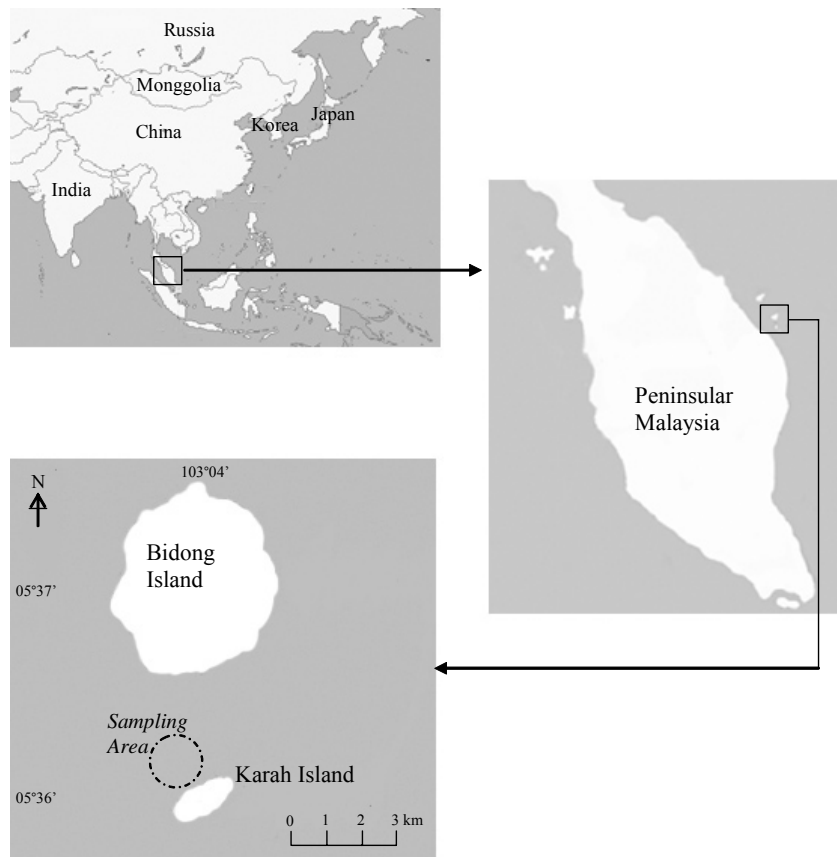 Russia
Monggolia
China
Korea
Japan
India
Peninsular
Malaysia
N
103°04’
Bidong
Island
05°37’
Sampling
Area
Karah Island
05°36’
0 1 2 3 km